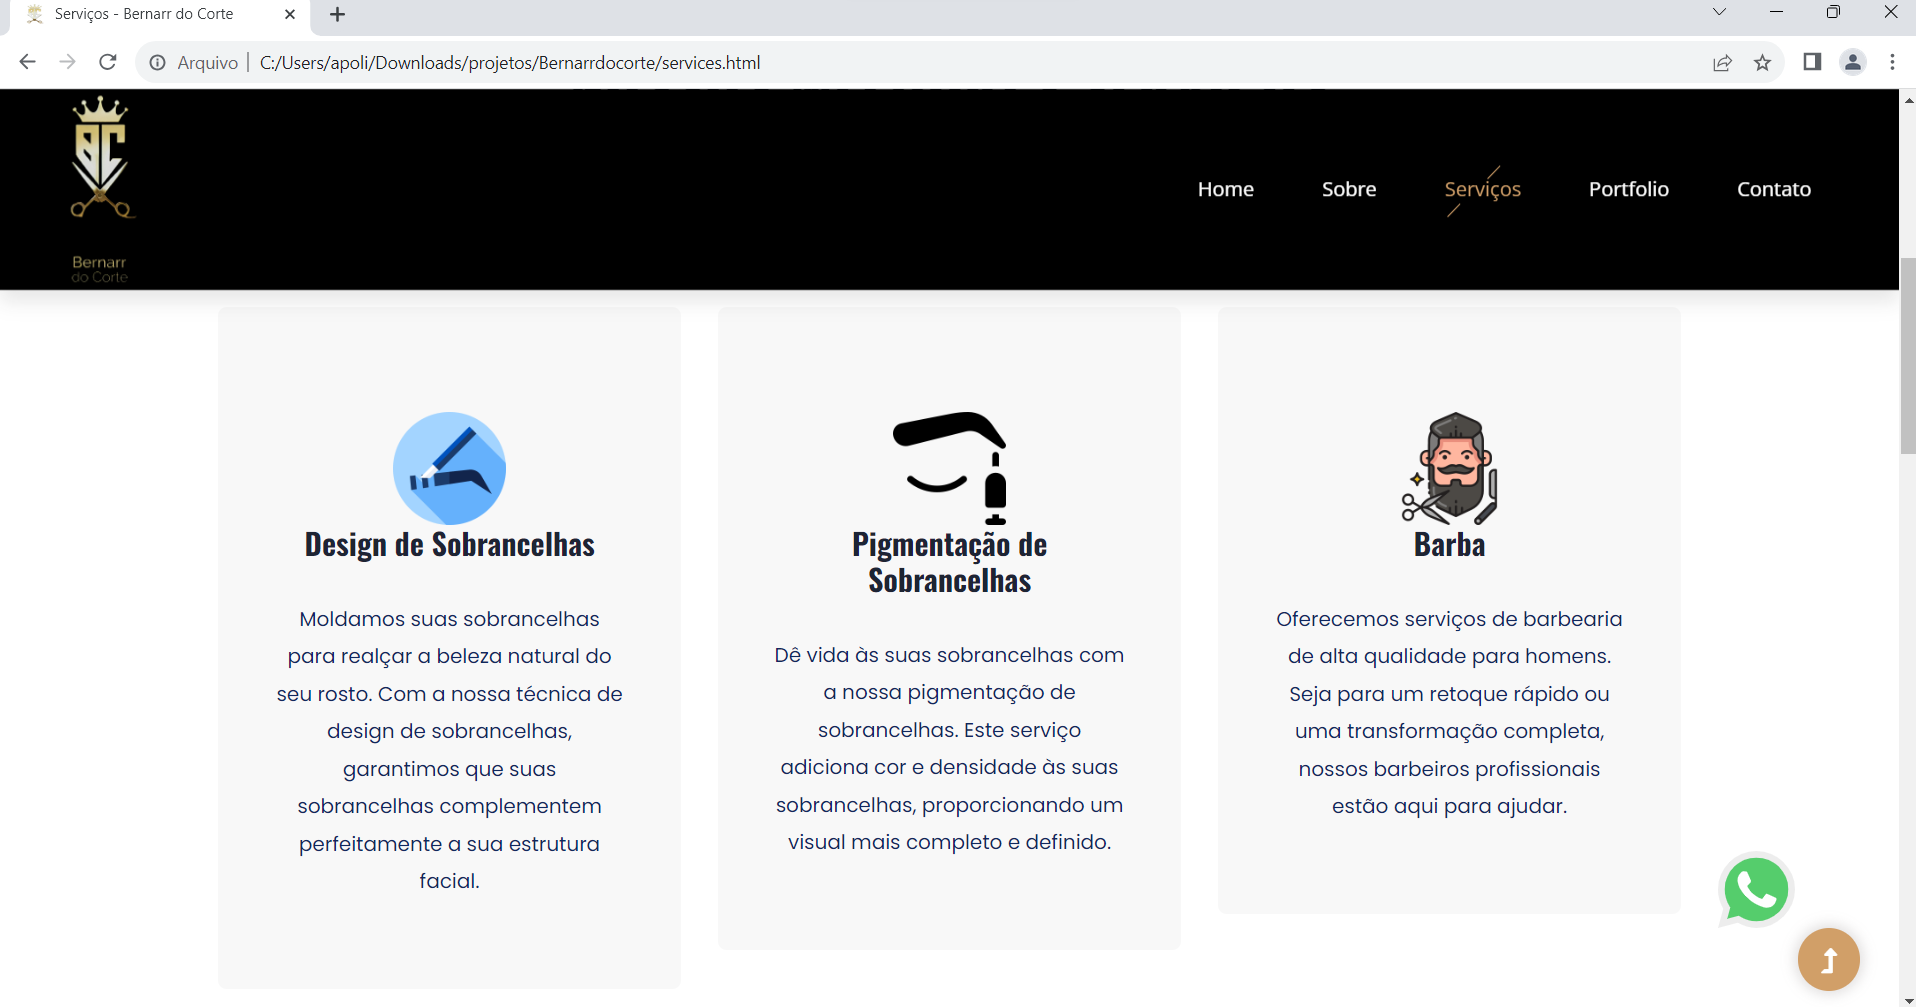 Serviços - Bernarr do Corte
Arquivo
C:/Users/apoli/Downloads/projetos/Bernarrdocorte/services.html
BC
Bernarr
do Corte
Home
Sobre
Serviços
Portfolio
Contato
Design de Sobrancelhas
Moldamos suas sobrancelhas
para realçar a beleza natural do
seu rosto. Com a nossa técnica de
design de sobrancelhas,
garantimos que suas
sobrancelhas complementem
perfeitamente a sua estrutura
facial.
Pigmentação de
Sobrancelhas
Dê vida às suas sobrancelhas com
a nossa pigmentação de
sobrancelhas. Este serviço
adiciona cor e densidade às suas
sobrancelhas, proporcionando um
visual mais completo e definido.
Barba
Oferecemos serviços de barbearia
de alta qualidade para homens.
Seja para um retoque rápido ou
uma transformação completa,
nossos barbeiros profissionais
estão aqui para ajudar.